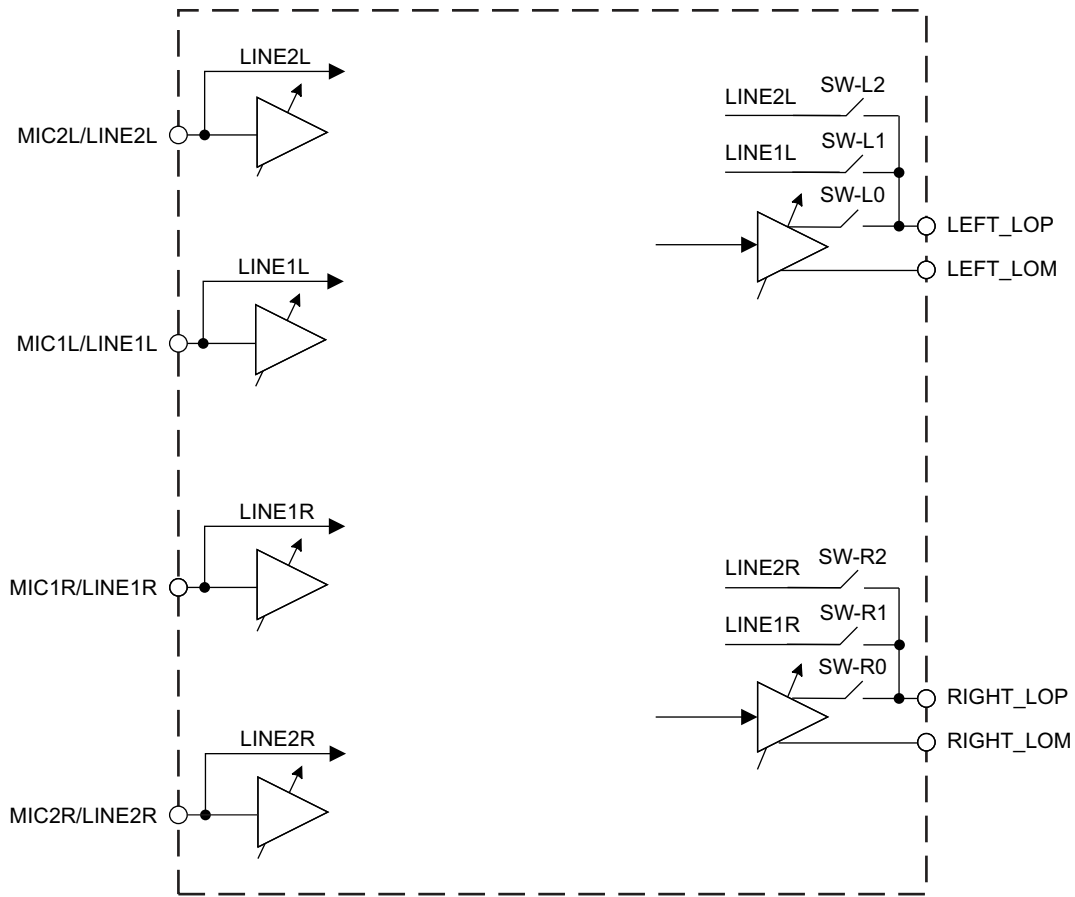 LINE2L
MIC2L/LINE2L
LINE1L
MIC1L/LINE1L
LINE1R
MIC1R/LINE1R
LINE2R
MIC2R/LINE2R
SW-L2
LINE2L
SW-L1
LINE1L
SW-L0
LEFT_LOP
LEFT_LOM
SW-R2
LINE2R
SW-R1
LINE1R
SW-R0
RIGHT_LOP
RIGHT_LOM